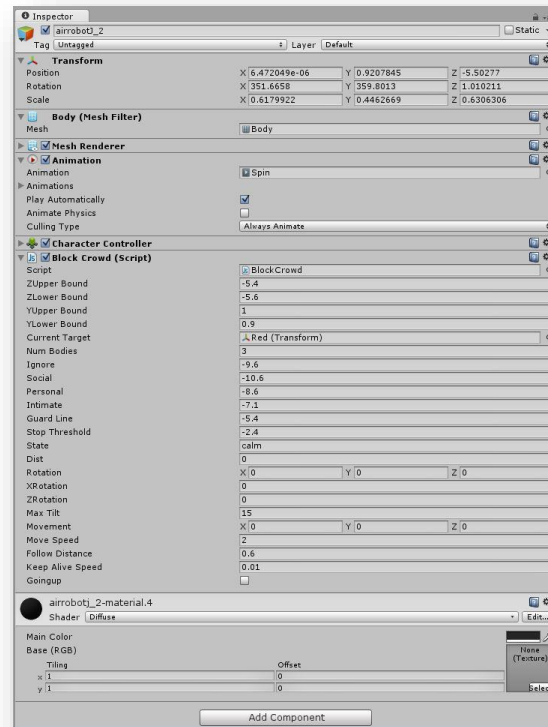 Inspector
airrobotJ_2 Static
Tag Untagged Layer Default
Transform
Position X 6.472049e-06 Y 0.9207845 Z -5.50277
Rotation X 351.6658 Y 359.8013 Z 1.010211
Scale X 0.6179922 Y 0.4462669 Z 0.6306306
Body (Mesh Filter)
Mesh Body
Mesh Renderer
Animation
Animation Spin
Animations
Play Automatically
Animate Physics
Culling Type Always Animate
Character Controller
Block Crowd (Script)
Script BlockCrowd
ZUpper Bound -5.4
ZLower Bound -5.6
YUpper Bound 1
YLower Bound 0.9
Current Target Red (Transform)
Num Bodies 3
Ignore -9.6
Social -10.6
Personal -8.6
Intimate -7.1
Guard Line -5.4
Stop Threshold -2.4
State calm
Dist 0
Rotation X 0 Y 0 Z 0
XRotation 0
ZRotation 0
Max Tilt 15
Movement X 0 Y 0 Z 0
Move Speed 2
Follow Distance 0.6
Keep Alive Speed 0.01
Goingup
airrobotj_2-material.4
Shader Diffuse Edit...
Main Color
Base (RGB) None
(Texture)
Tiling Offset
x 1 0
y 1 0 Selec
Add Component